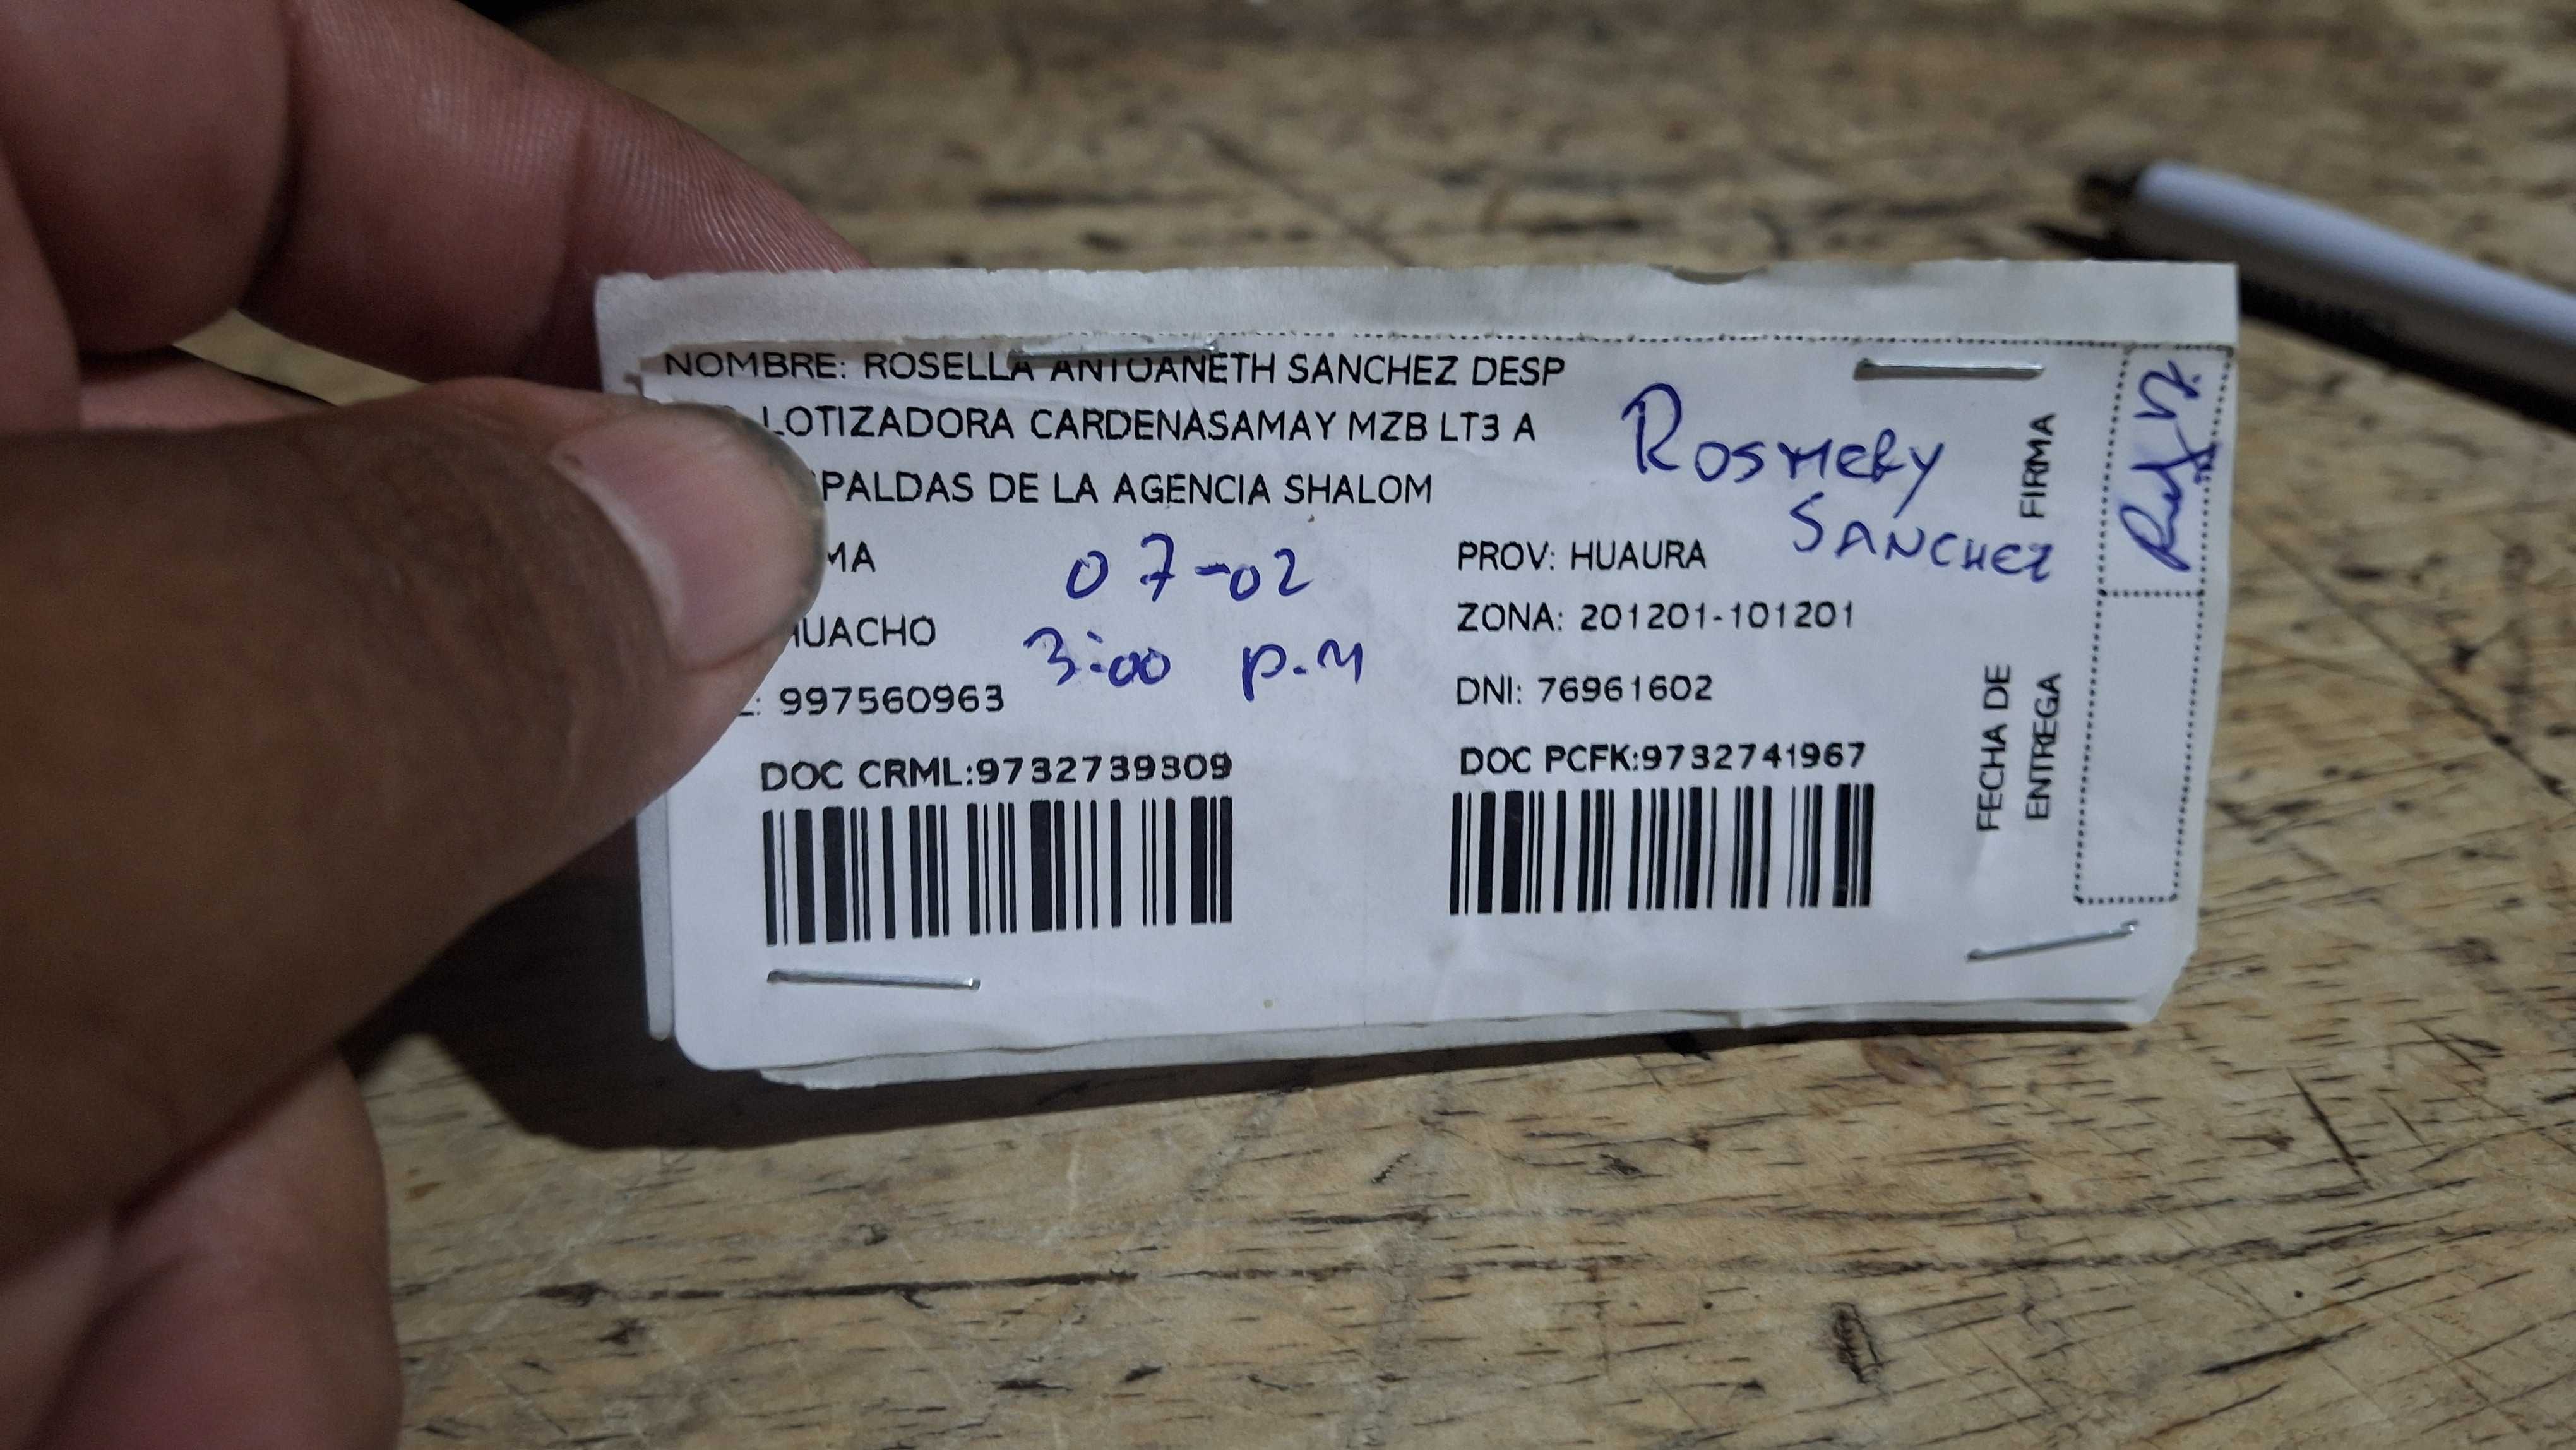 NOMBRE: ROSELLA ANTOANETH SANCHEZ DESP
LOTIZADORA CARDENASAMAY MZB LT3 A
PALDAS DE LA AGENCIA SHALOM
Rosmery
Sanchez
MA
07-02
PROV: HUAURA
HUACHO
3:00 p.m
ZONA: 201201-101201
: 997560963
DNI: 76961602
DOC CRML:9732739309
DOC PCFK:9732741967
FIRMA
FECHA DE
ENTREGA